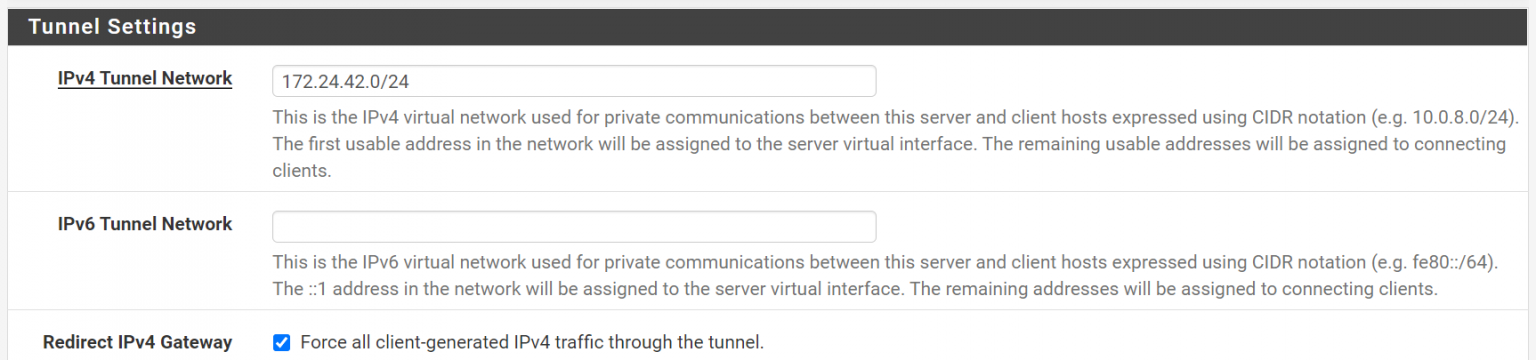 Tunnel Settings
IPv4 Tunnel Network
172.24.42.0/24
This is the IPv4 virtual network used for private communications between this server and client hosts expressed using CIDR notation (e.g. 10.0.8.0/24).
The first usable address in the network will be assigned to the server virtual interface. The remaining usable addresses will be assigned to connecting
clients.
IPv6 Tunnel Network
This is the IPv6 virtual network used for private communications between this server and client hosts expressed using CIDR notation (e.g. fe80::/64).
The ::1 address in the network will be assigned to the server virtual interface. The remaining addresses will be assigned to connecting clients.
Redirect IPv4 Gateway
Force all client-generated IPv4 traffic through the tunnel.